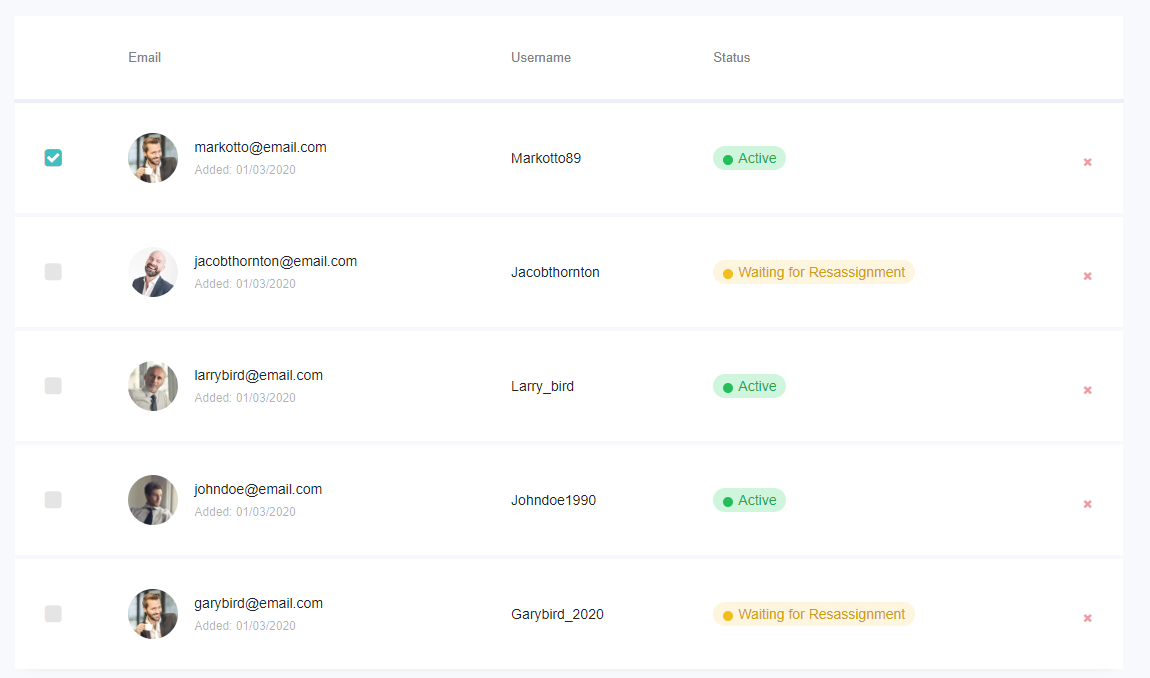 Email Username Status
markotto@email.com
Added: 01/03/2020
Markotto89
Active
jacobthornton@email.com
Added: 01/03/2020
Jacobthornton
Waiting for Resassignment
larrybird@email.com
Added: 01/03/2020
Larry_bird
Active
johndoe@email.com
Added: 01/03/2020
Johndoe1990
Active
garybird@email.com
Added: 01/03/2020
Garybird_2020
Waiting for Resassignment